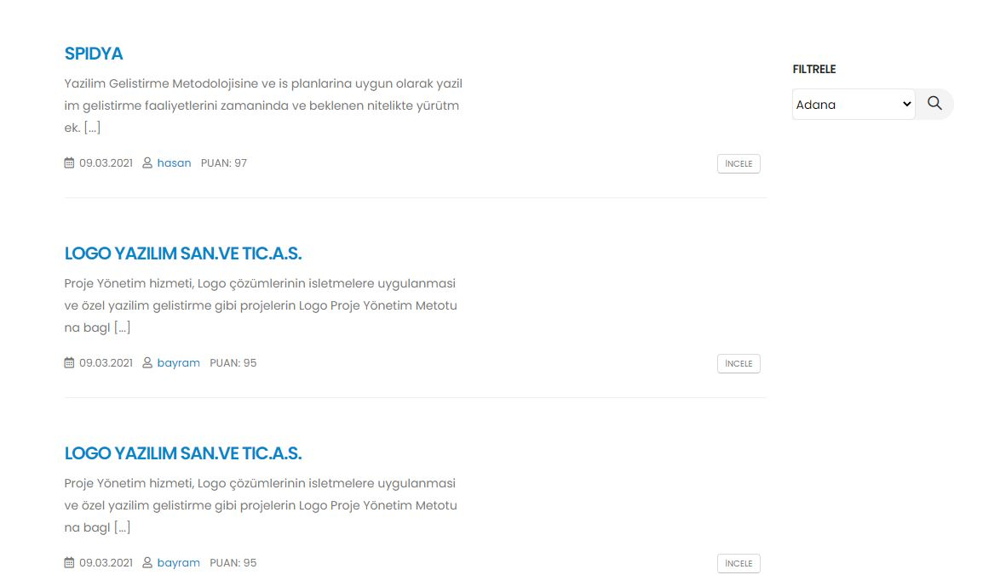 SPIDYA
Yazilim Gelistirme Metodolojisine ve is planlarina uygun olarak yazil
im gelistirme faaliyetlerini zamaninda ve beklenen nitelikte yürütm
ek. [...]
09.03.2021 hasan PUAN: 97
İNCELE
LOGO YAZILIM SAN.VE TIC.A.S.
Proje Yönetim hizmeti, Logo çözümlerinin isletmelere uygulanmasi
ve özel yazilim gelistirme gibi projelerin Logo Proje Yönetim Metotu
na bagl [...]
09.03.2021 bayram PUAN: 95
İNCELE
LOGO YAZILIM SAN.VE TIC.A.S.
Proje Yönetim hizmeti, Logo çözümlerinin isletmelere uygulanmasi
ve özel yazilim gelistirme gibi projelerin Logo Proje Yönetim Metotu
na bagl [...]
09.03.2021 bayram PUAN: 95
İNCELE
FILTRELE
Adana